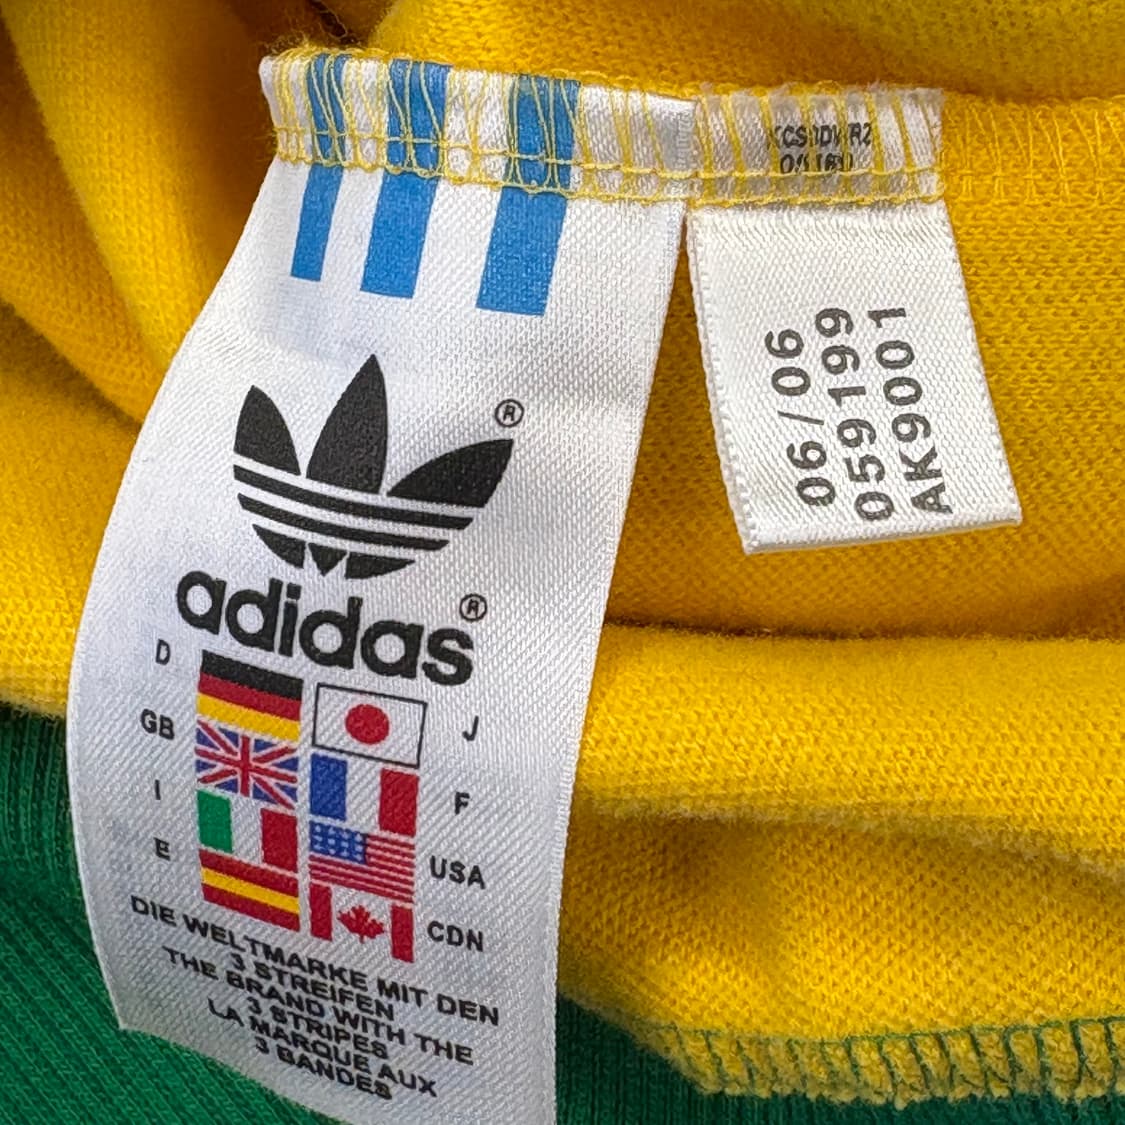 ®
adidas®
D
J
GB
F
I
USA
E
CDN
DIE WELTMARKE MIT DEN
3 STREIFEN
THE BRAND WITH THE
3 STRIPES
LA MARQUE AUX
3 BANDES
06/06
059199
AK9001